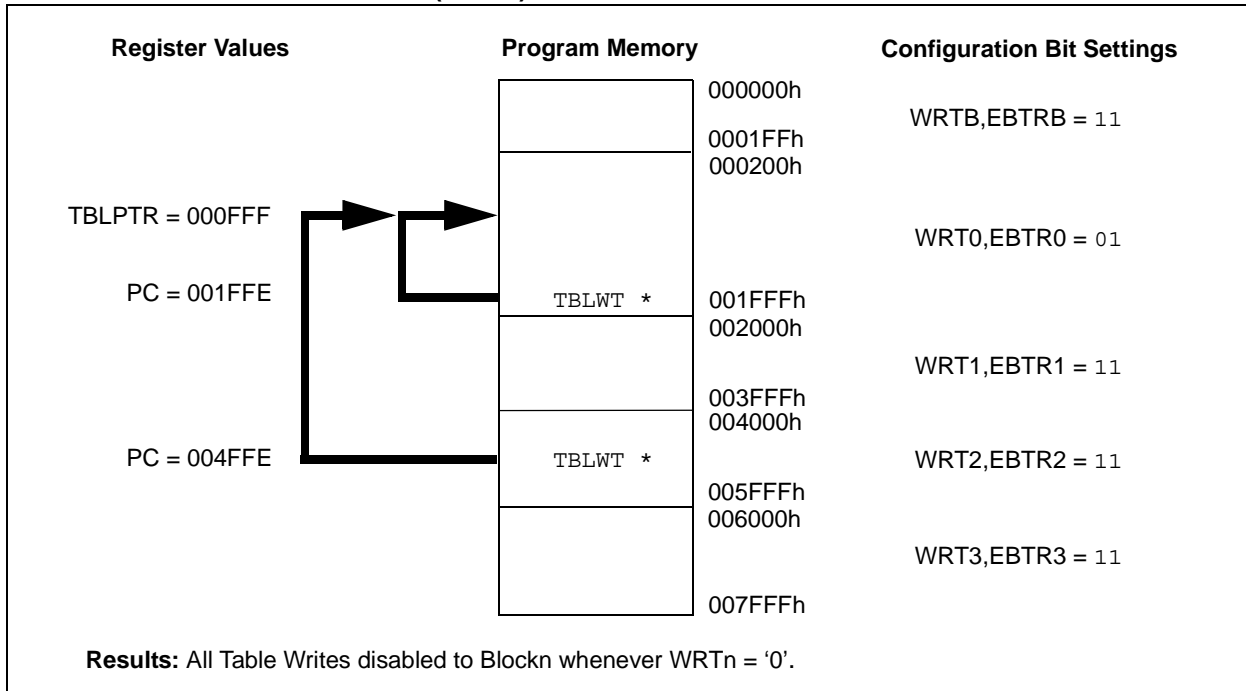 Register Values Program Memory Configuration Bit Settings
000000h
WRTB,EBTRB = 11
0001FFh
000200h
TBLPTR = 000FFF
WRT0,EBTR0 = 01
PC = 001FFE
TBLWT *
001FFFh
002000h
WRT1,EBTR1 = 11
003FFFh
004000h
PC = 004FFE
TBLWT *
WRT2,EBTR2 = 11
005FFFh
006000h
WRT3,EBTR3 = 11
007FFFh
Results: All Table Writes disabled to Blockn whenever WRTn = ‘0’.